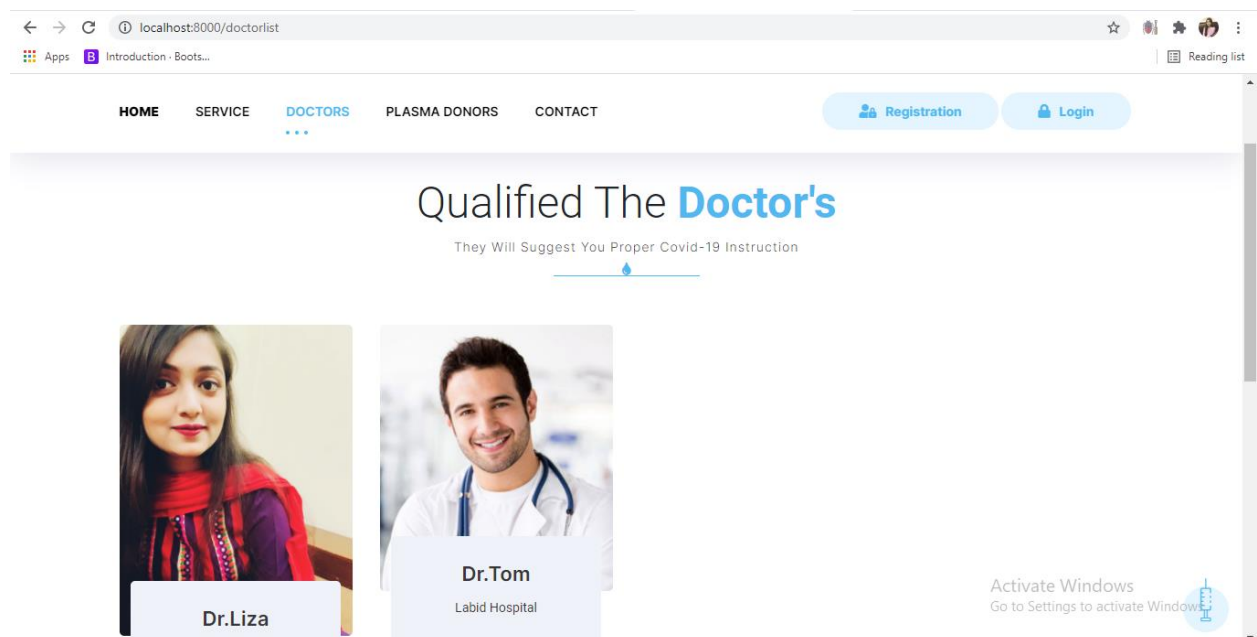 localhost:8000/doctorlist
Apps B Introduction · Boots... Reading list
HOME SERVICE DOCTORS PLASMA DONORS CONTACT Registration Login
Qualified The Doctor's
They Will Suggest You Proper Covid-19 Instruction
Dr.Tom
Labid Hospital
Dr.Liza
Activate Windows
Go to Settings to activate Windows.